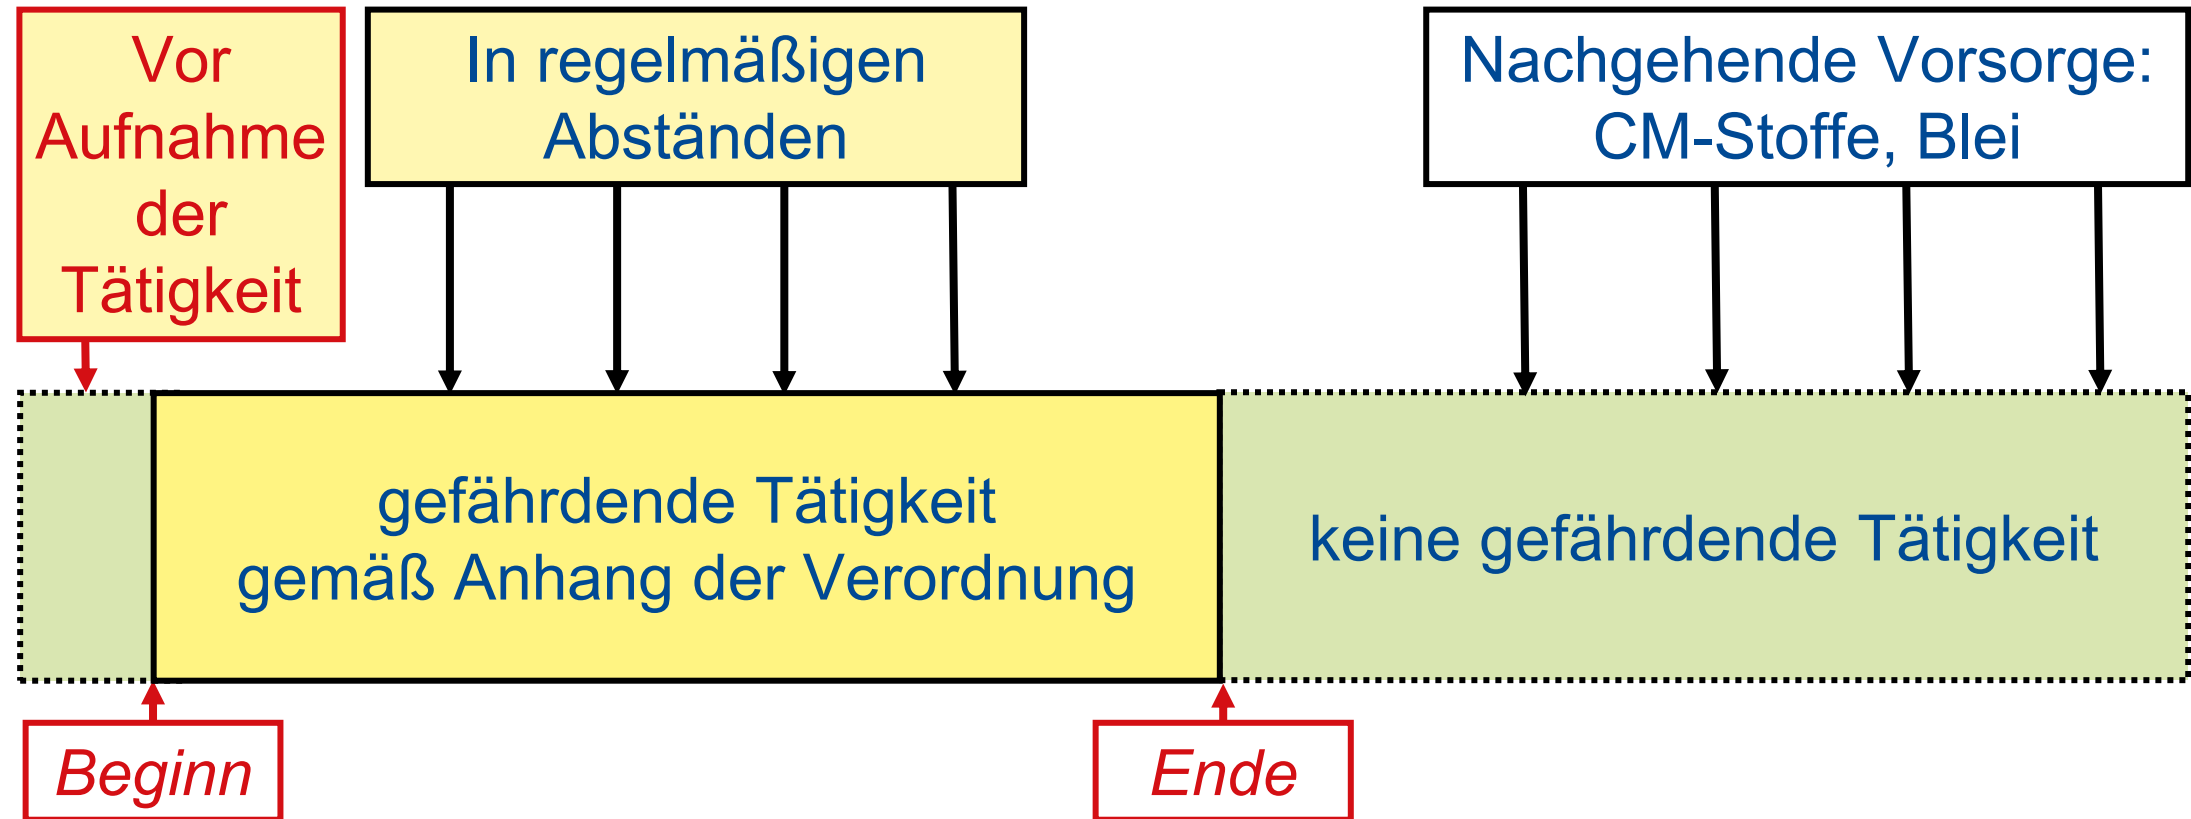 Vor
Aufnahme
der
Tätigkeit
In regelmäßigen
Abständen
Nachgehende Vorsorge:
CM-Stoffe, Blei
gefährdende Tätigkeit
gemäß Anhang der Verordnung
keine gefährdende Tätigkeit
Beginn
Ende